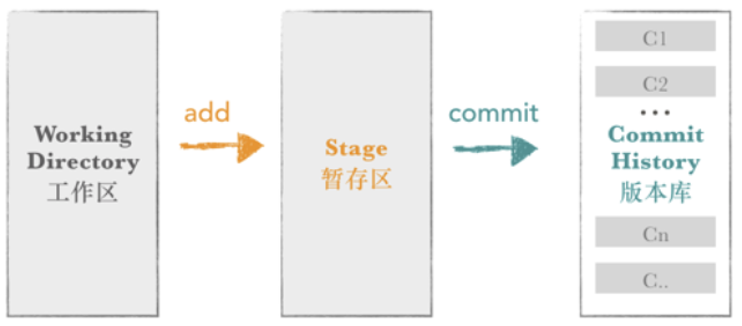 Working
Directory
工作区
add
Stage
暂存区
commit
C1
C2
...
Commit
History
版本库
Cn
C..